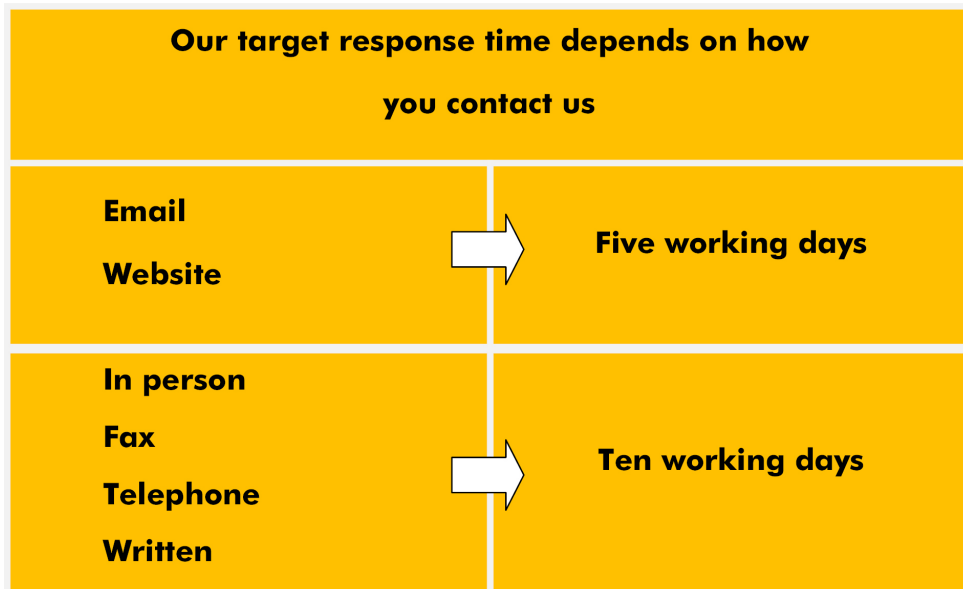 Our target response time depends on how
you contact us
Email
Website
Five working days
In person
Fax
Telephone
Written
Ten working days